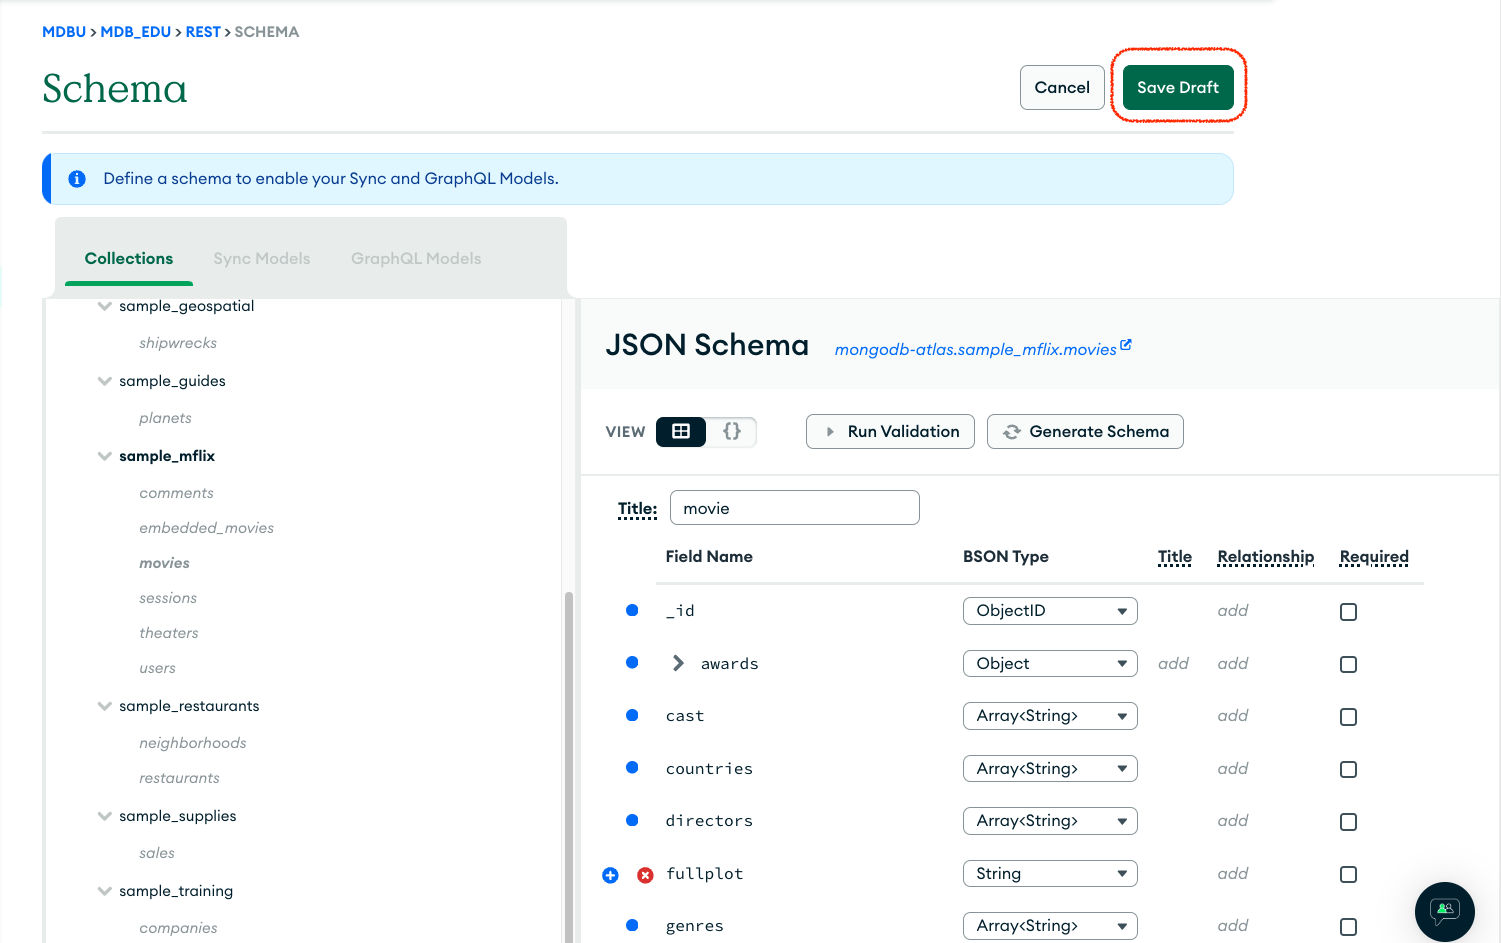 MDBU > MDB_EDU > REST > SCHEMA
Schema
Cancel
Save Draft
Define a schema to enable your Sync and GraphQL Models.
Collections
Sync Models
GraphQL Models
sample_geospatial
shipwrecks
sample_guides
planets
sample_mflix
comments
embedded_movies
movies
sessions
theaters
users
sample_restaurants
neighborhoods
restaurants
sample_supplies
sales
sample_training
companies
JSON Schema
mongodb-atlas.sample_mflix.movies
VIEW
{}
Run Validation
Generate Schema
Title: movie
Field Name BSON Type Title Relationship Required
_id ObjectID add
awards Object add add
cast Array<String> add
countries Array<String> add
directors Array<String> add
fullplot String add
genres Array<String> add